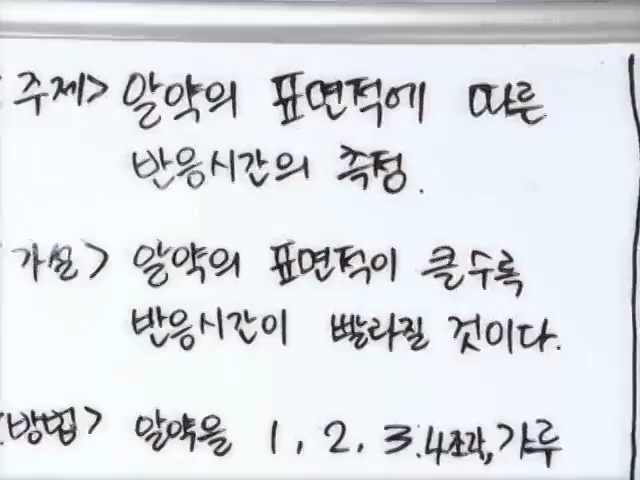 주제> 알약의 표면적에 따른
반응시간의 측정.
가설> 알약의 표면적이 클수록
반응시간이 빨라질 것이다.
<방법> 알약을 1, 2, 3.4조각, 가루